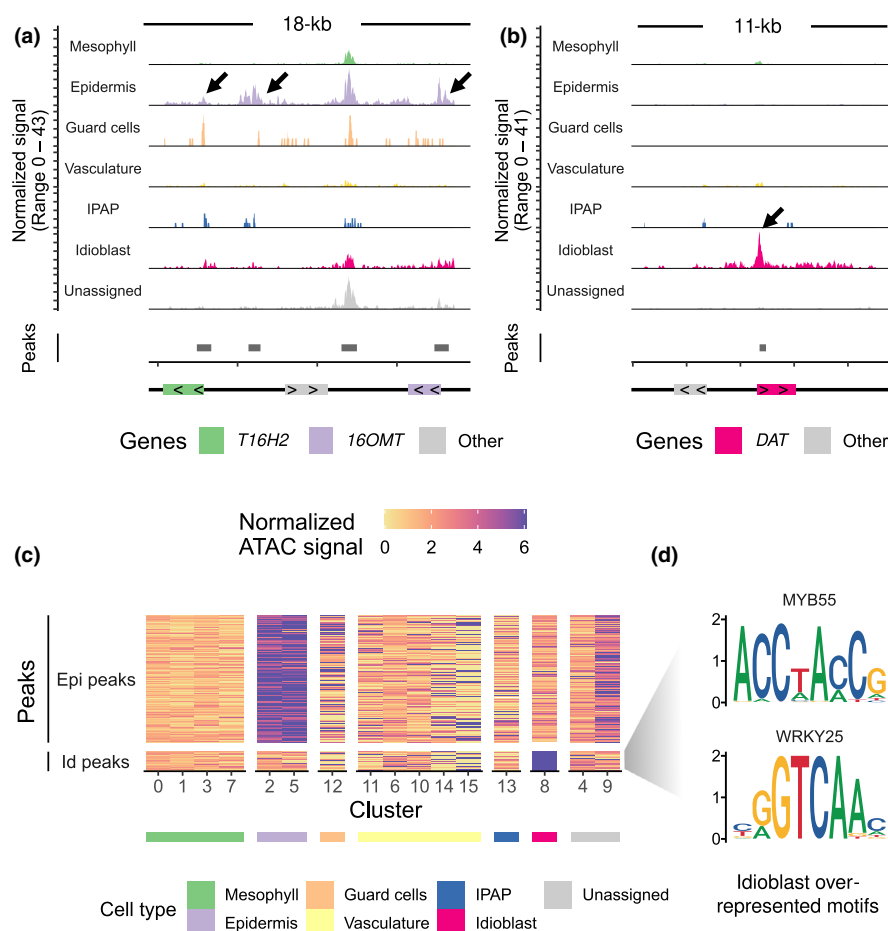 (a)
18-kb
Normalized signal
(Range 0 – 43)
Mesophyll
Epidermis
Guard cells
Vasculature
IPAP
Idioblast
Unassigned
Peaks
< <
> >
< <
Genes
T16H2
16OMT
Other
(b)
11-kb
Normalized signal
(Range 0 – 41)
Mesophyll
Epidermis
Guard cells
Vasculature
IPAP
Idioblast
Unassigned
Peaks
< <
> >
Genes
DAT
Other
Normalized
ATAC signal
0 2 4 6
(c)
Peaks
Epi peaks
Id peaks
0 1 3 7 2 5 12 11 6 10 14 15 13 8 4 9
Cluster
Cell type
Mesophyll
Guard cells
IPAP
Unassigned
Epidermis
Vasculature
Idioblast
(d)
MYB55
2
1
0
ACCTACCG
WRKY25
2
1
0
GGTCAAC
Idioblast over-
represented motifs